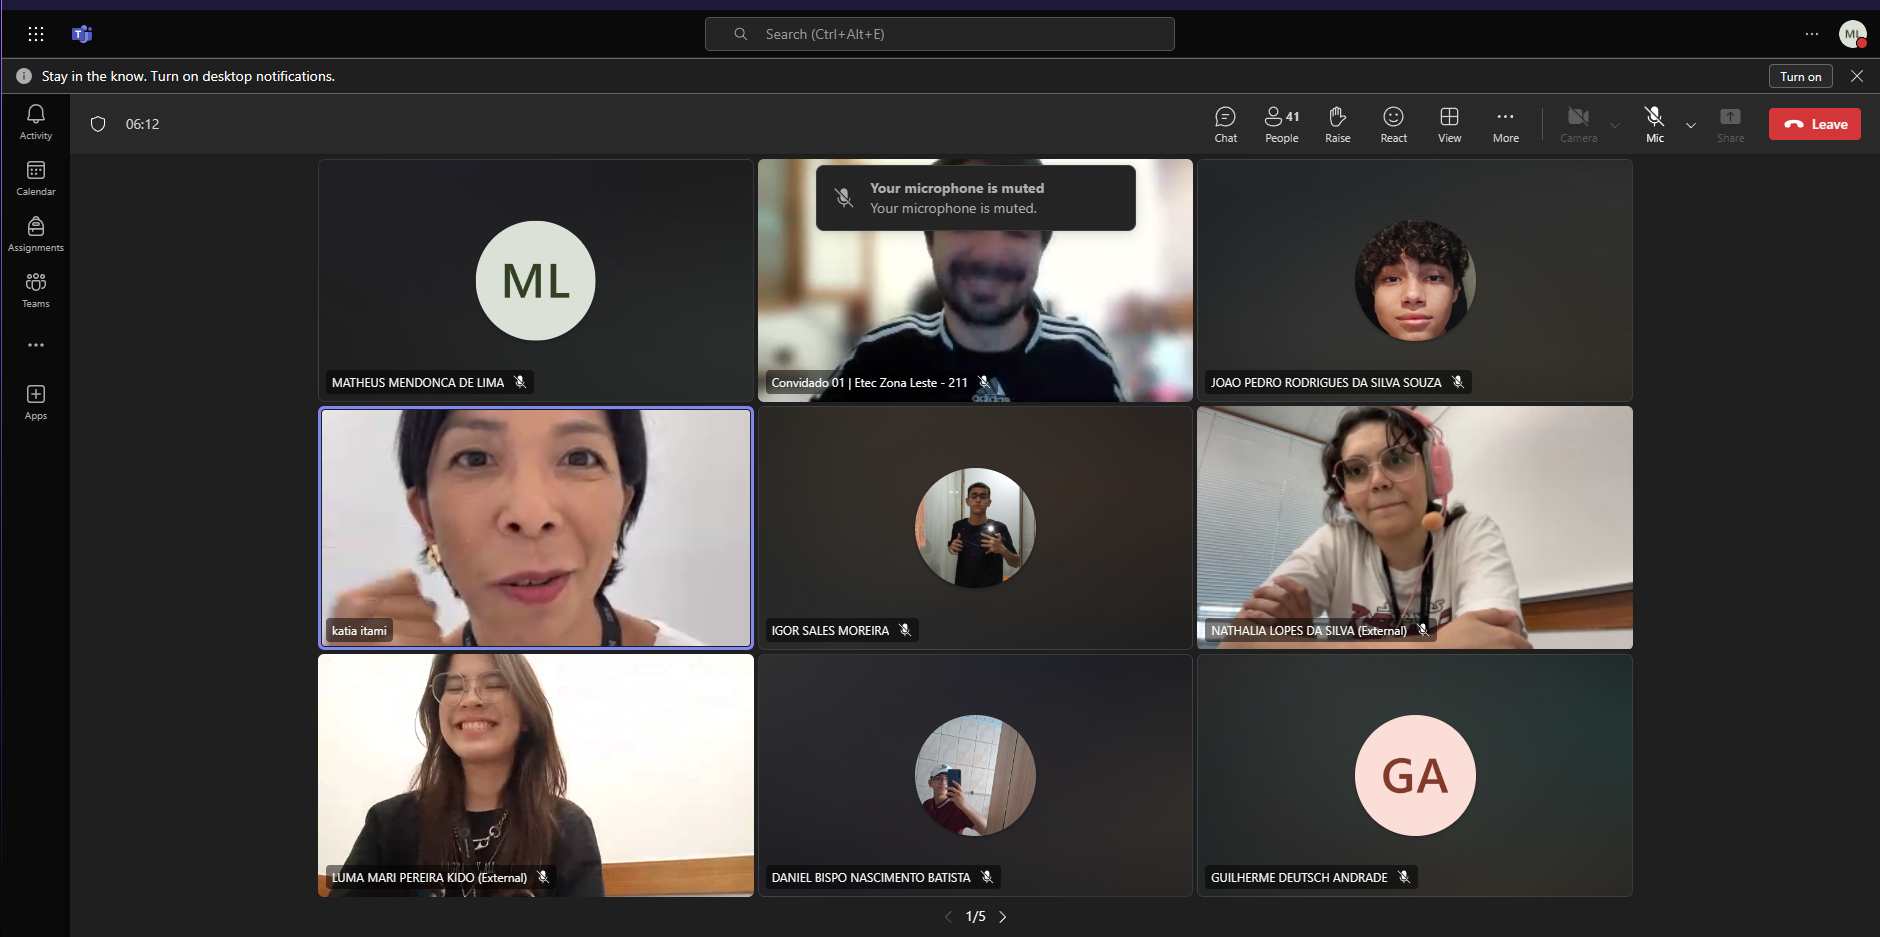 Search (Ctrl+Alt+E)
ML
Stay in the know. Turn on desktop notifications.
Turn on
Activity
Calendar
Assignments
Teams
Apps
06:12
Chat
41
People
Raise
React
View
More
Camera
Mic
Share
Leave
ML
MATHEUS MENDONCA DE LIMA
Your microphone is muted
Your microphone is muted.
adidas
Convidado 01 | Etec Zona Leste - 211
JOAO PEDRO RODRIGUES DA SILVA SOUZA
katia itami
IGOR SALES MOREIRA
NATHALIA LOPES DA SILVA (External)
LUMA MARI PEREIRA KIDO (External)
DANIEL BISPO NASCIMENTO BATISTA
GA
GUILHERME DEUTSCH ANDRADE
1/5